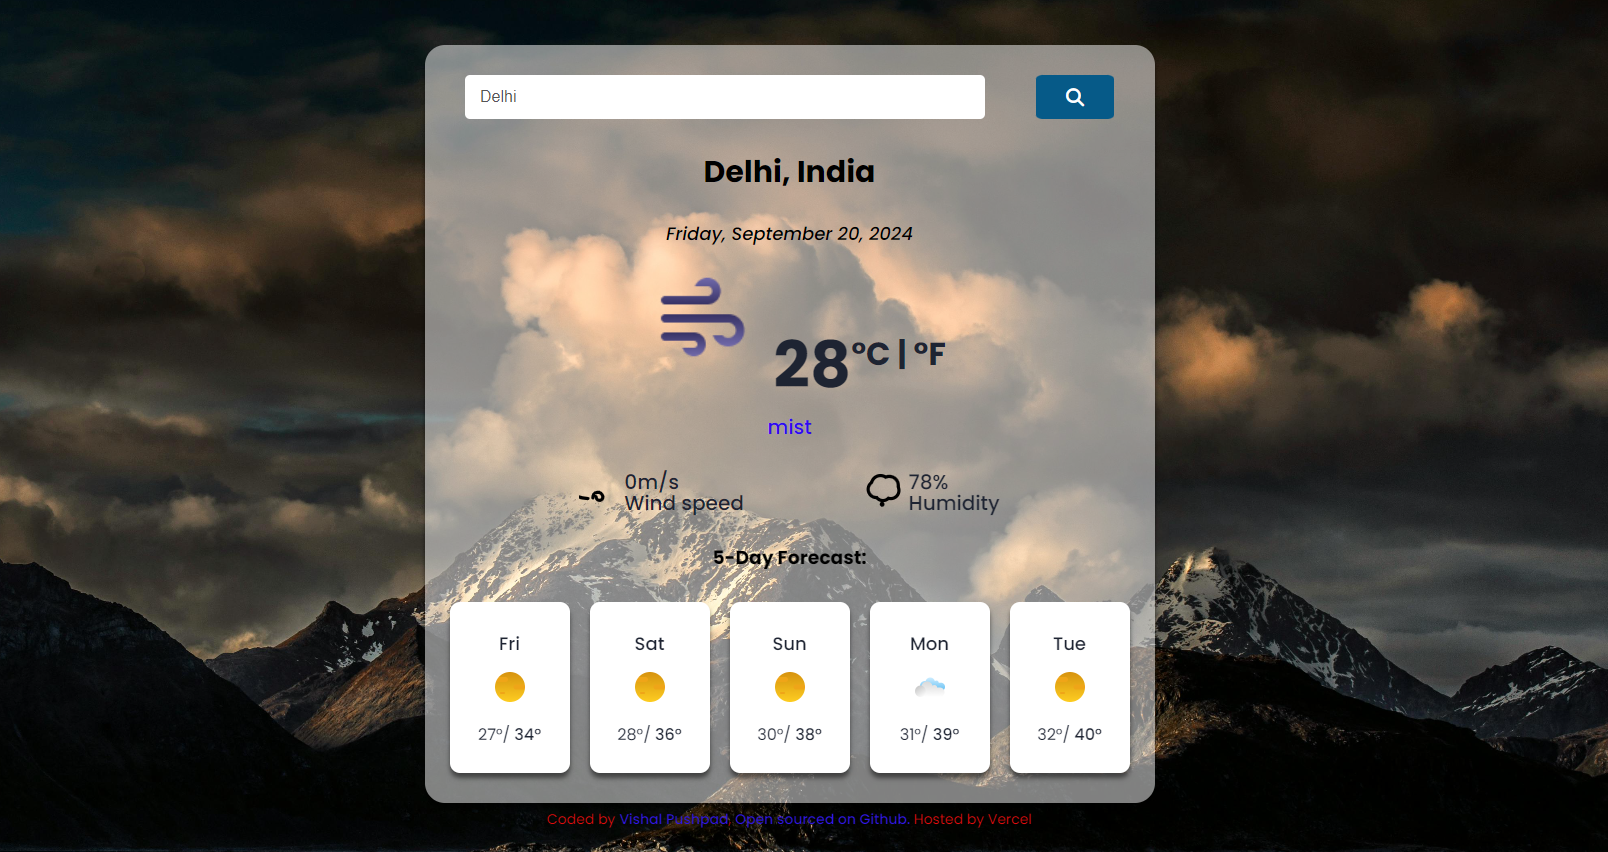 Delhi
Delhi, India
Friday, September 20, 2024
28°C | °F
mist
0m/s
Wind speed
78%
Humidity
5-Day Forecast:
Fri
27°/ 34°
Sat
28°/ 36°
Sun
30°/ 38°
Mon
31°/ 39°
Tue
32°/ 40°
Coded by Vishal Pushpad, Open sourced on Github. Hosted by Vercel